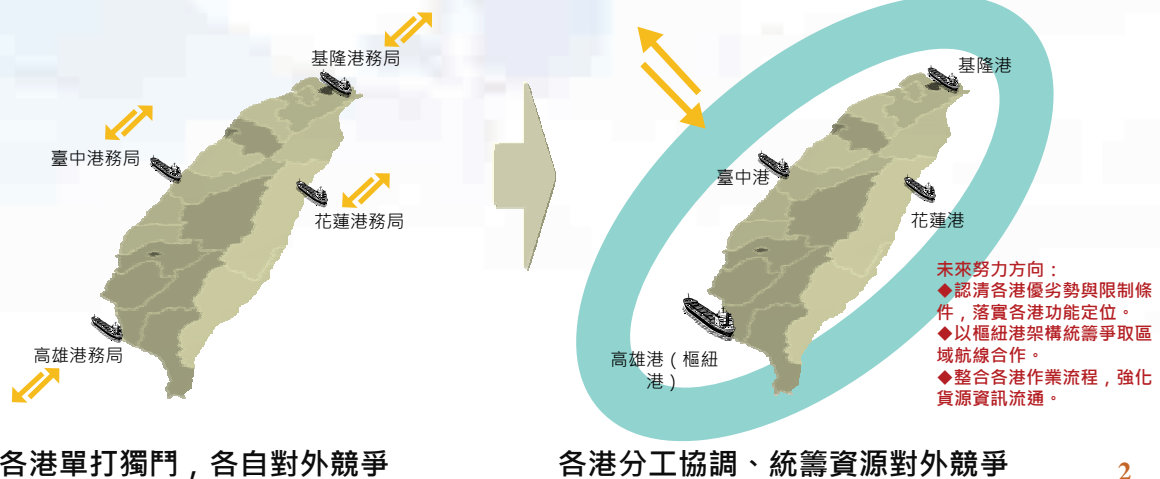 基隆港務局
臺中港務局
花蓮港務局
高雄港務局
各港單打獨鬥，各自對外競爭
基隆港
臺中港
花蓮港
高雄港（樞紐
港）
未來努力方向：
◆認清各港優劣勢與限制條
件，落實各港功能定位。
◆以樞紐港架構統籌爭取區
域航線合作。
◆整合各港作業流程，強化
貨源資訊流通。
各港分工協調、統籌資源對外競爭
2